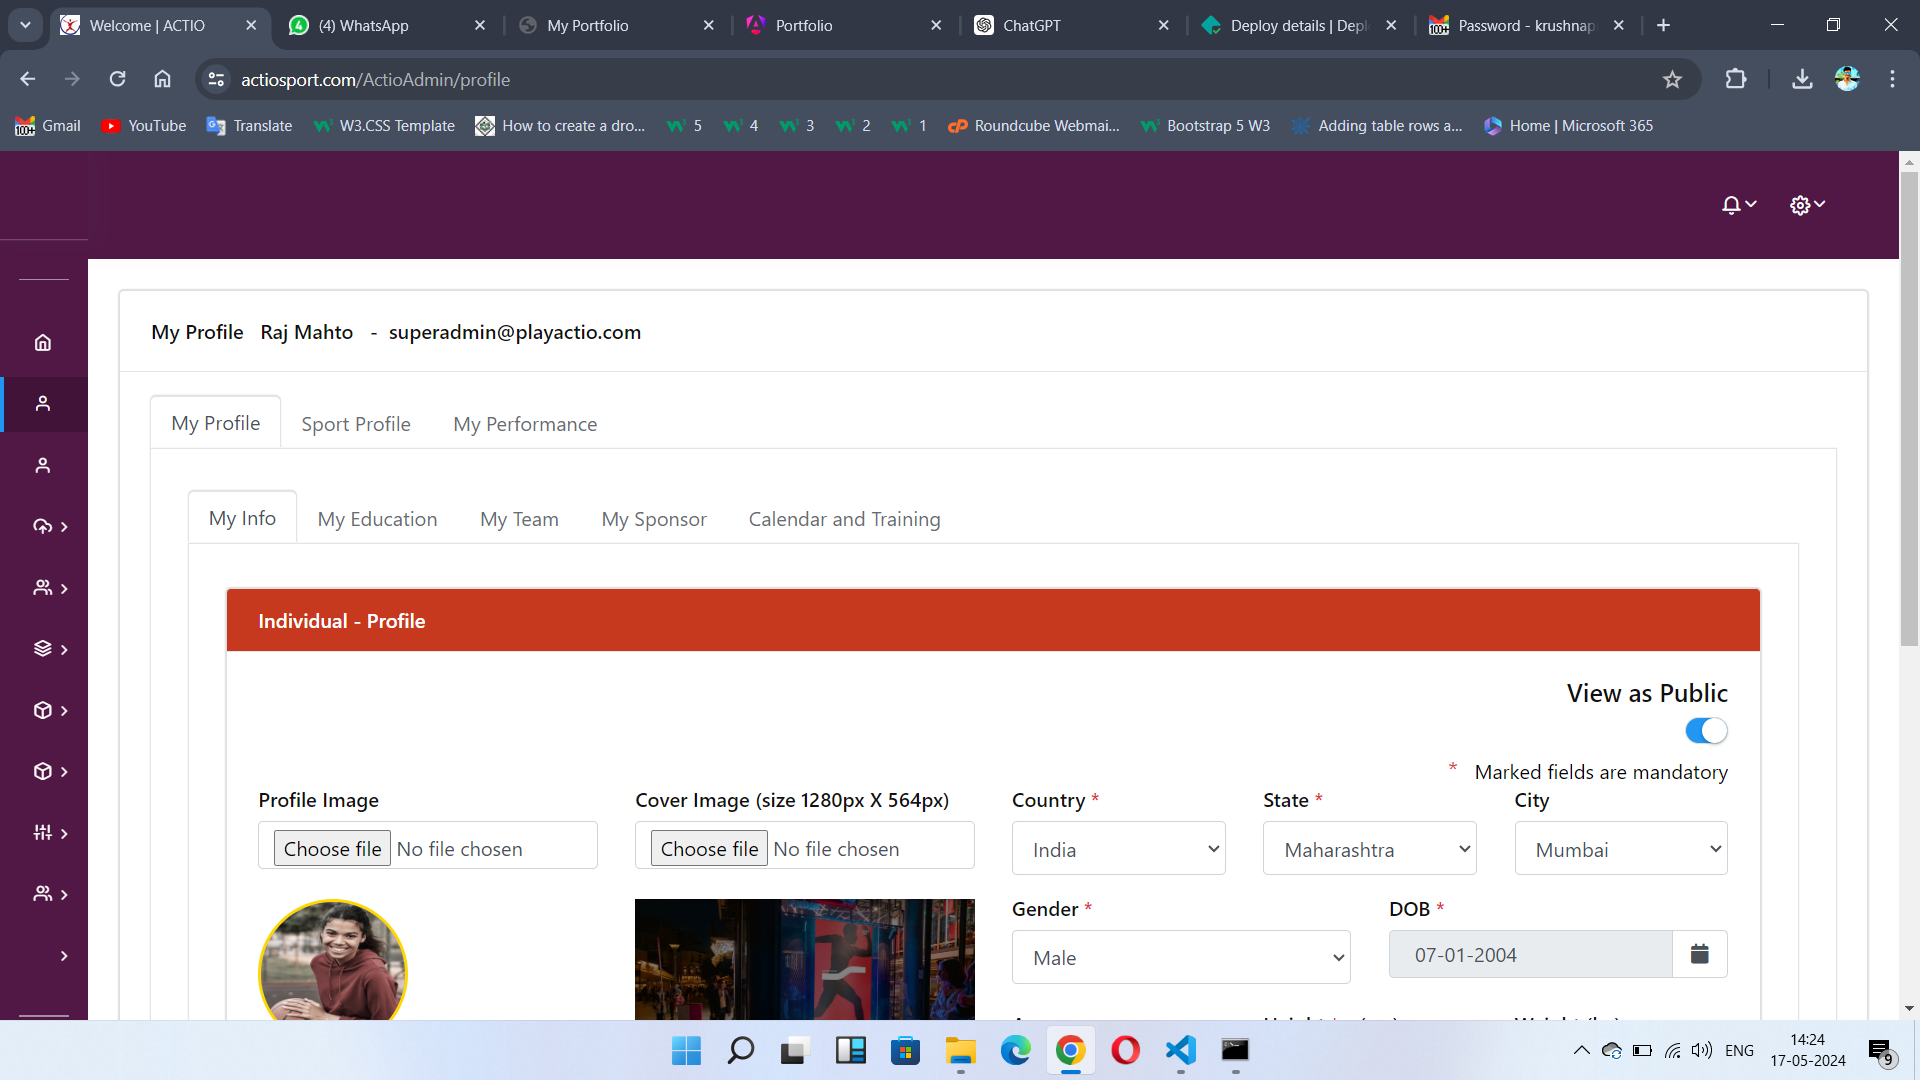 Welcome | ACTIO
(4) WhatsApp
My Portfolio
Portfolio
ChatGPT
Deploy details | Depl
Password - krushnap
actiosport.com/ActioAdmin/profile
Gmail
YouTube
Translate
W3.CSS Template
How to create a dro...
5
4
3
2
1
Roundcube Webmai...
Bootstrap 5 W3
Adding table rows a...
Home | Microsoft 365
My Profile Raj Mahto - superadmin@playactio.com
My Profile
Sport Profile
My Performance
My Info
My Education
My Team
My Sponsor
Calendar and Training
Individual - Profile
View as Public
* Marked fields are mandatory
Profile Image
Cover Image (size 1280px X 564px)
Country *
State *
City
Choose file No file chosen
Choose file No file chosen
India
Maharashtra
Mumbai
Gender *
DOB *
Male
07-01-2004
ENG
14:24
17-05-2024
9